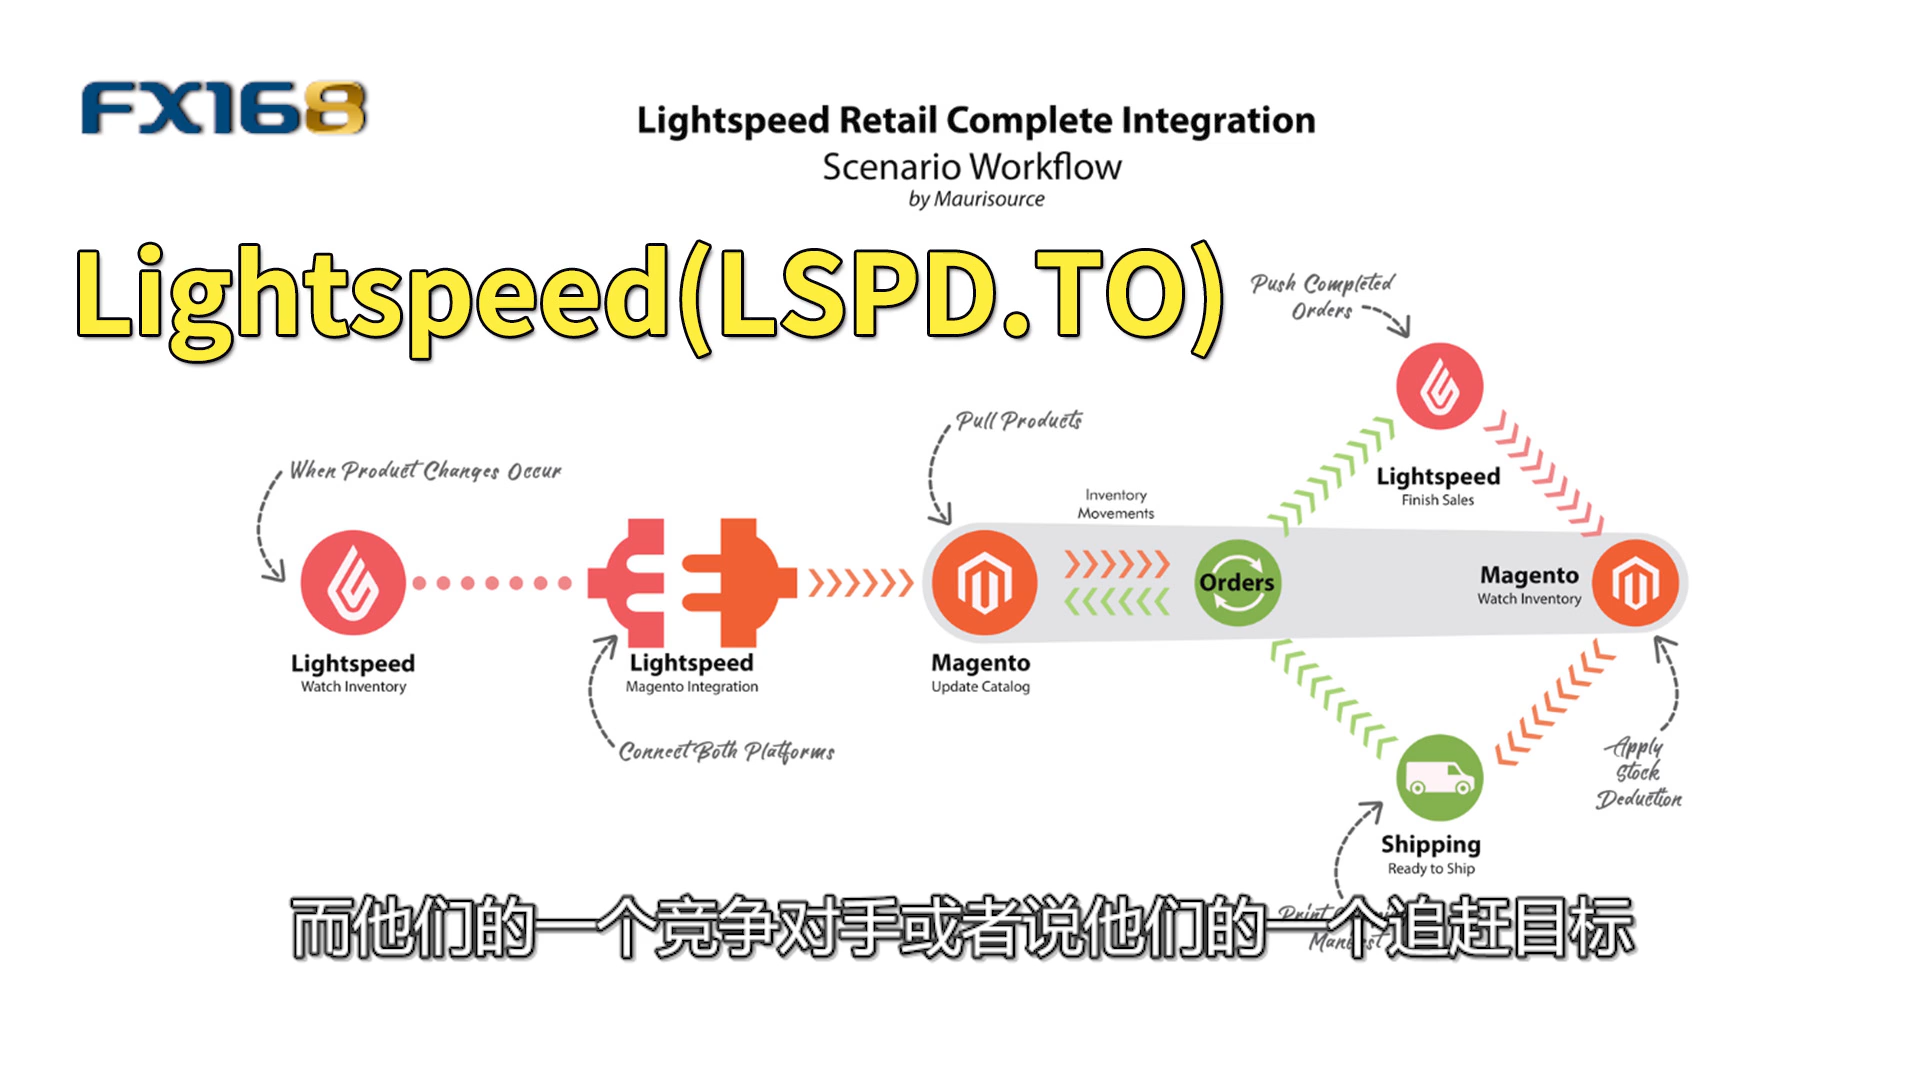 FX168
Lightspeed Retail Complete Integration
Scenario Workflow
by Maurisource
Lightspeed(LSPD.TO)
Push Completed
Orders
Pull Products
When Product Changes Occur
Inventory
Movements
Lightspeed
Finish Sales
Orders
Magento
Watch Inventory
Lightspeed
Watch Inventory
Lightspeed
Magento Integration
Magento
Update Catalog
Connect Both Platforms
Apply
Stock
Deduction
Shipping
Ready to Ship
Print
而他们的一个竞争对手或者说他们的一个追赶目标